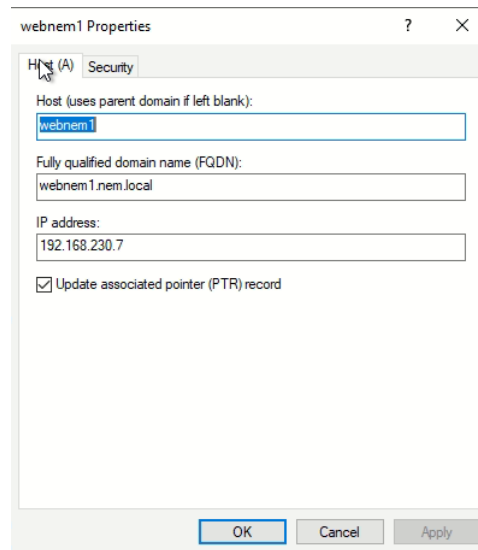 webnem1 Properties
? X
Host (A) Security
Host (uses parent domain if left blank):
webnem1
Fully qualified domain name (FQDN):
webnem1.nem.local
IP address:
192.168.230.7
Update associated pointer (PTR) record
OK Cancel Apply